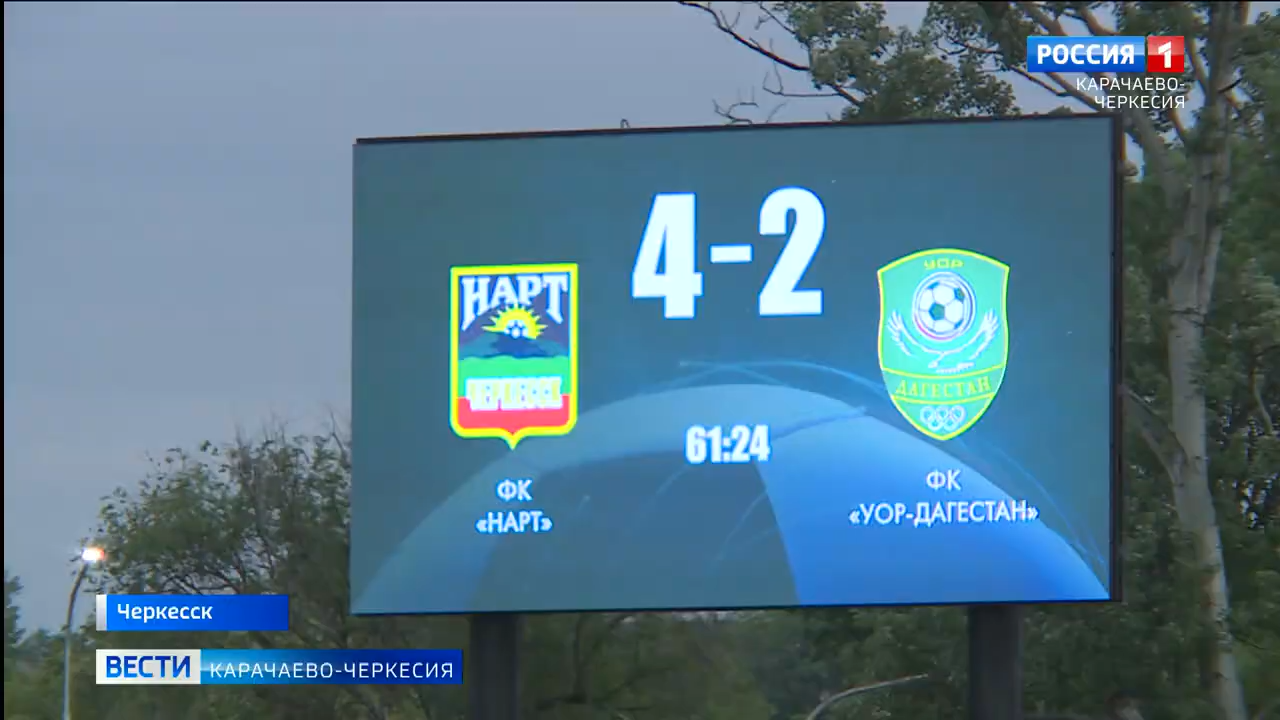 РОССИЯ 1
КАРАЧАЕВО-
ЧЕРКЕСИЯ
4-2
НАРТ
ЧЕРКЕССК
УОР
ДАГЕСТАН
61:24
ФК
«НАРТ»
ФК
«УОР-ДАГЕСТАН»
Черкесск
ВЕСТИ КАРАЧАЕВО-ЧЕРКЕСИЯ